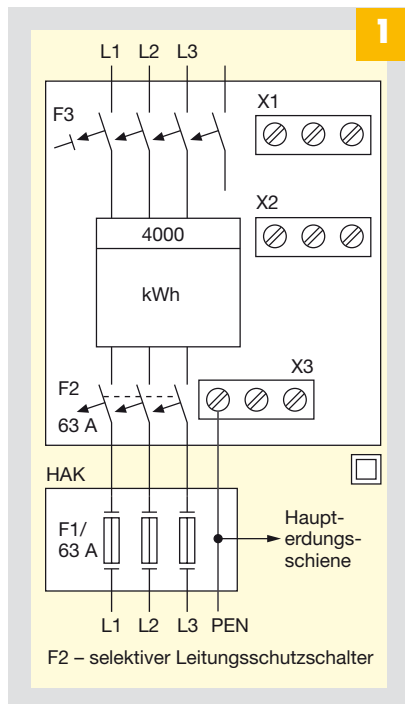 1
L1 L2 L3
F3
X1
X2
4000
kWh
X3
F2
63 A
HAK
F1/
63 A
Haupt-
erdungs-
schiene
L1 L2 L3 PEN
F2 – selektiver Leitungsschutzschalter